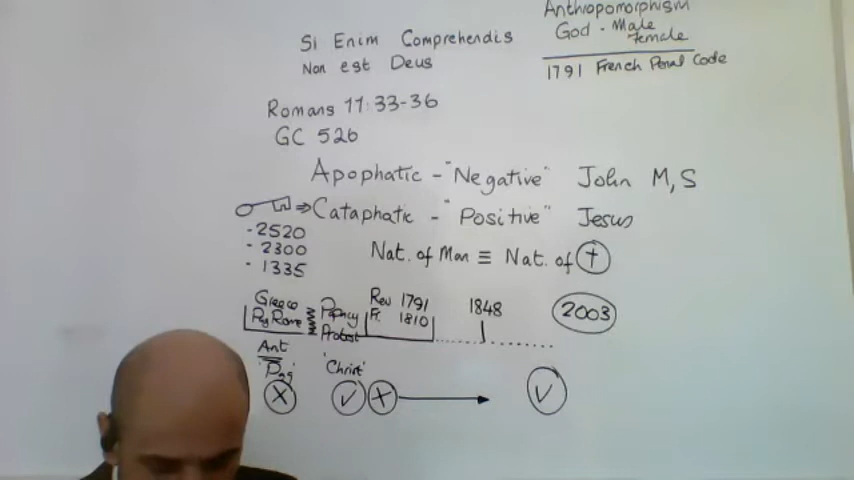 Anthropomorphism
God - Male
Female
1791 French Penal Code
Si Enim Comprehendis
Non est Deus
Romans 11:33-36
GC 526
Apophatic - "Negative" John M, S
⇒ Cataphatic - "Positive" Jesus
- 2520
- 2300
- 1335
Nat. of Man ≡ Nat. of †
Greeco
Pag Rome
Papacy
Protest
Rev 1791
Fr. 1810
1848
2003
Ant
'Pag'
'Christ'